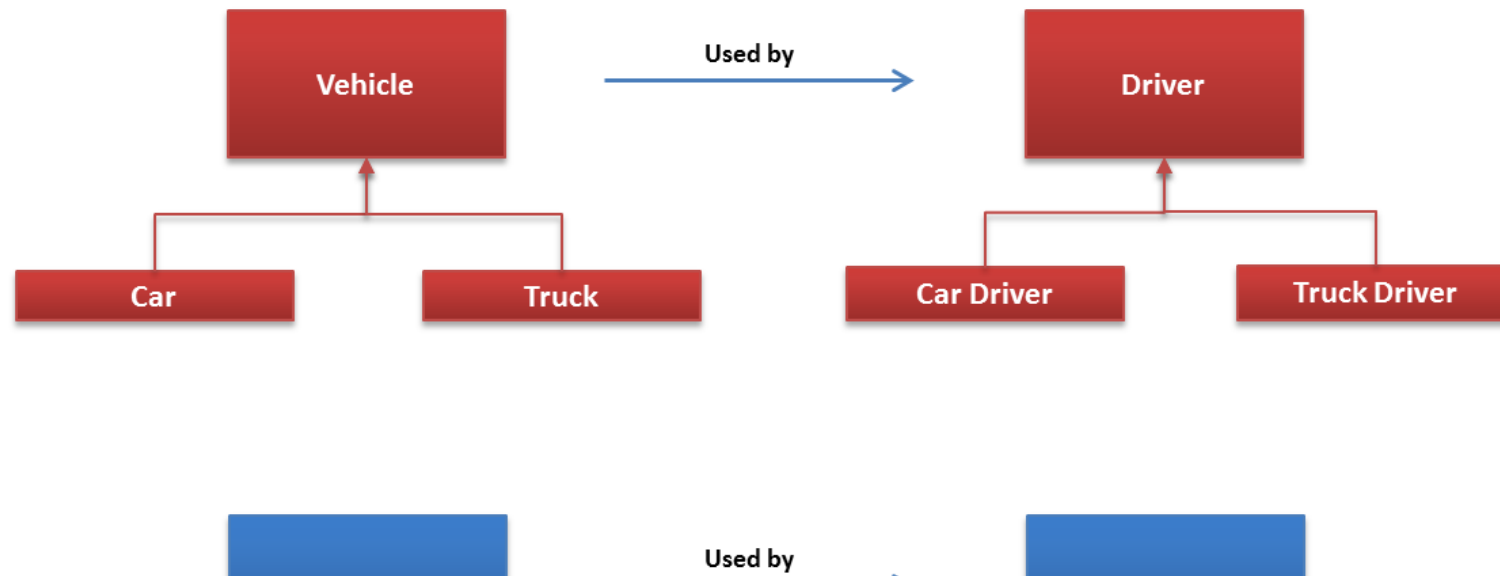 Vehicle
Used by
Driver
Car
Truck
Car Driver
Truck Driver
Used by